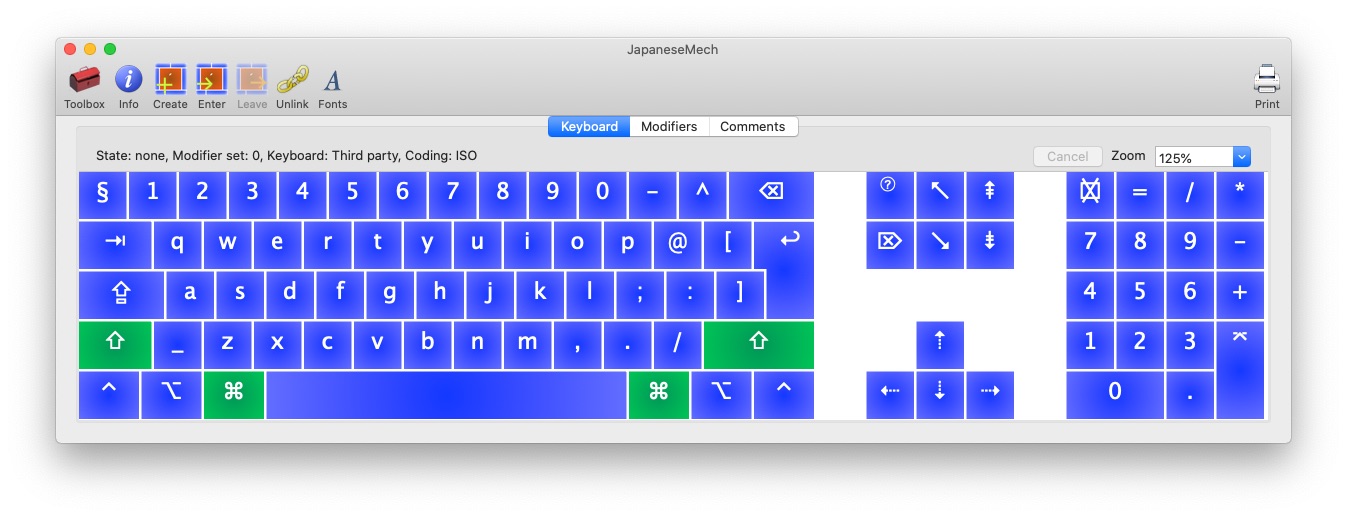 JapaneseMech
Toolbox Info Create Enter Leave Unlink Fonts Print
Keyboard Modifiers Comments
State: none, Modifier set: 0, Keyboard: Third party, Coding: ISO Cancel Zoom 125%
§ 1 2 3 4 5 6 7 8 9 0 - ^ ⌫ ? ↖ ⇞ ⌧ = / *
⇥ q w e r t y u i o p @ [ ↩ ⌦ ↘ ⇟ 7 8 9 -
⇪ a s d f g h j k l ; : ] 4 5 6 +
⇧ _ z x c v b n m , . / ⇧ ⇡ 1 2 3 ⌤
^ ⌥ ⌘ ⌘ ⌥ ^ ⇠ ⇣ ⇢ 0 .